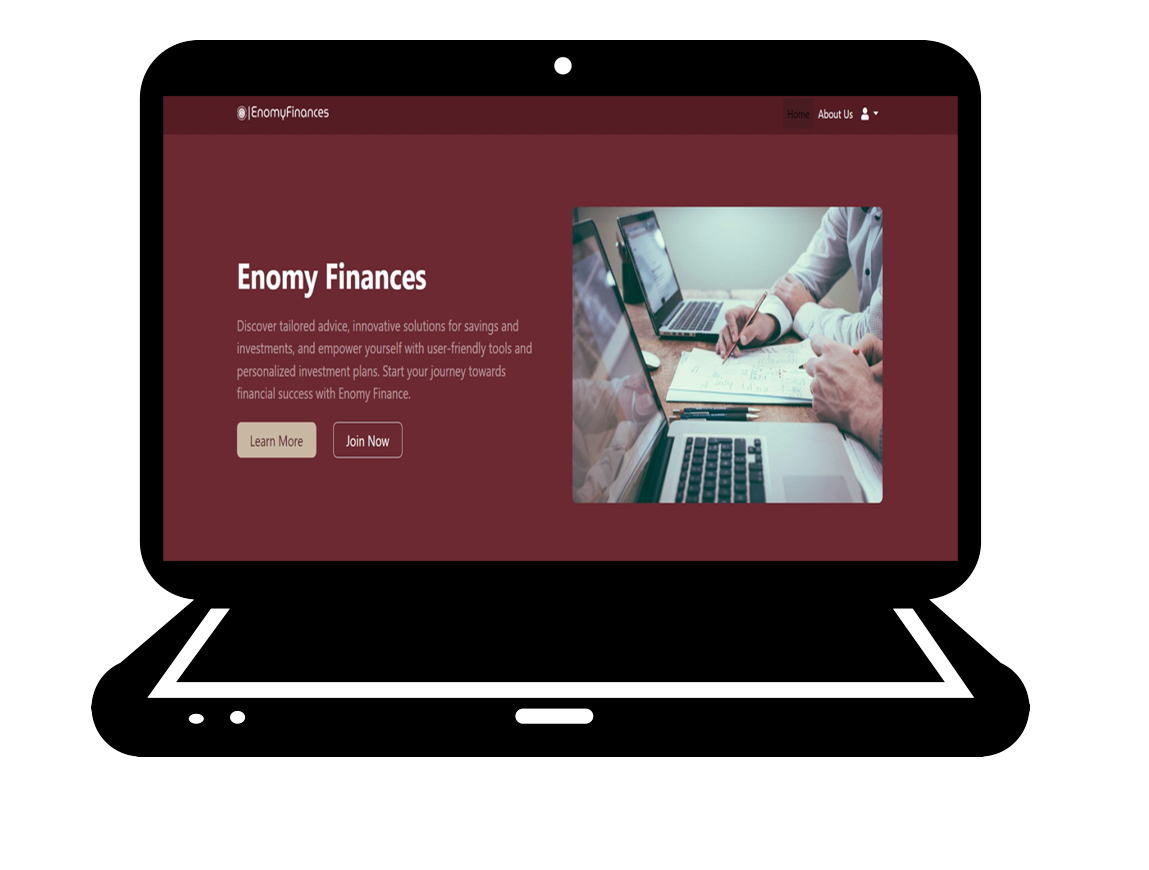 EnomyFinances
Home About Us
Enomy Finances
Discover tailored advice, innovative solutions for savings and
investments, and empower yourself with user-friendly tools and
personalized investment plans. Start your journey towards
financial success with Enomy Finance.
Learn More Join Now